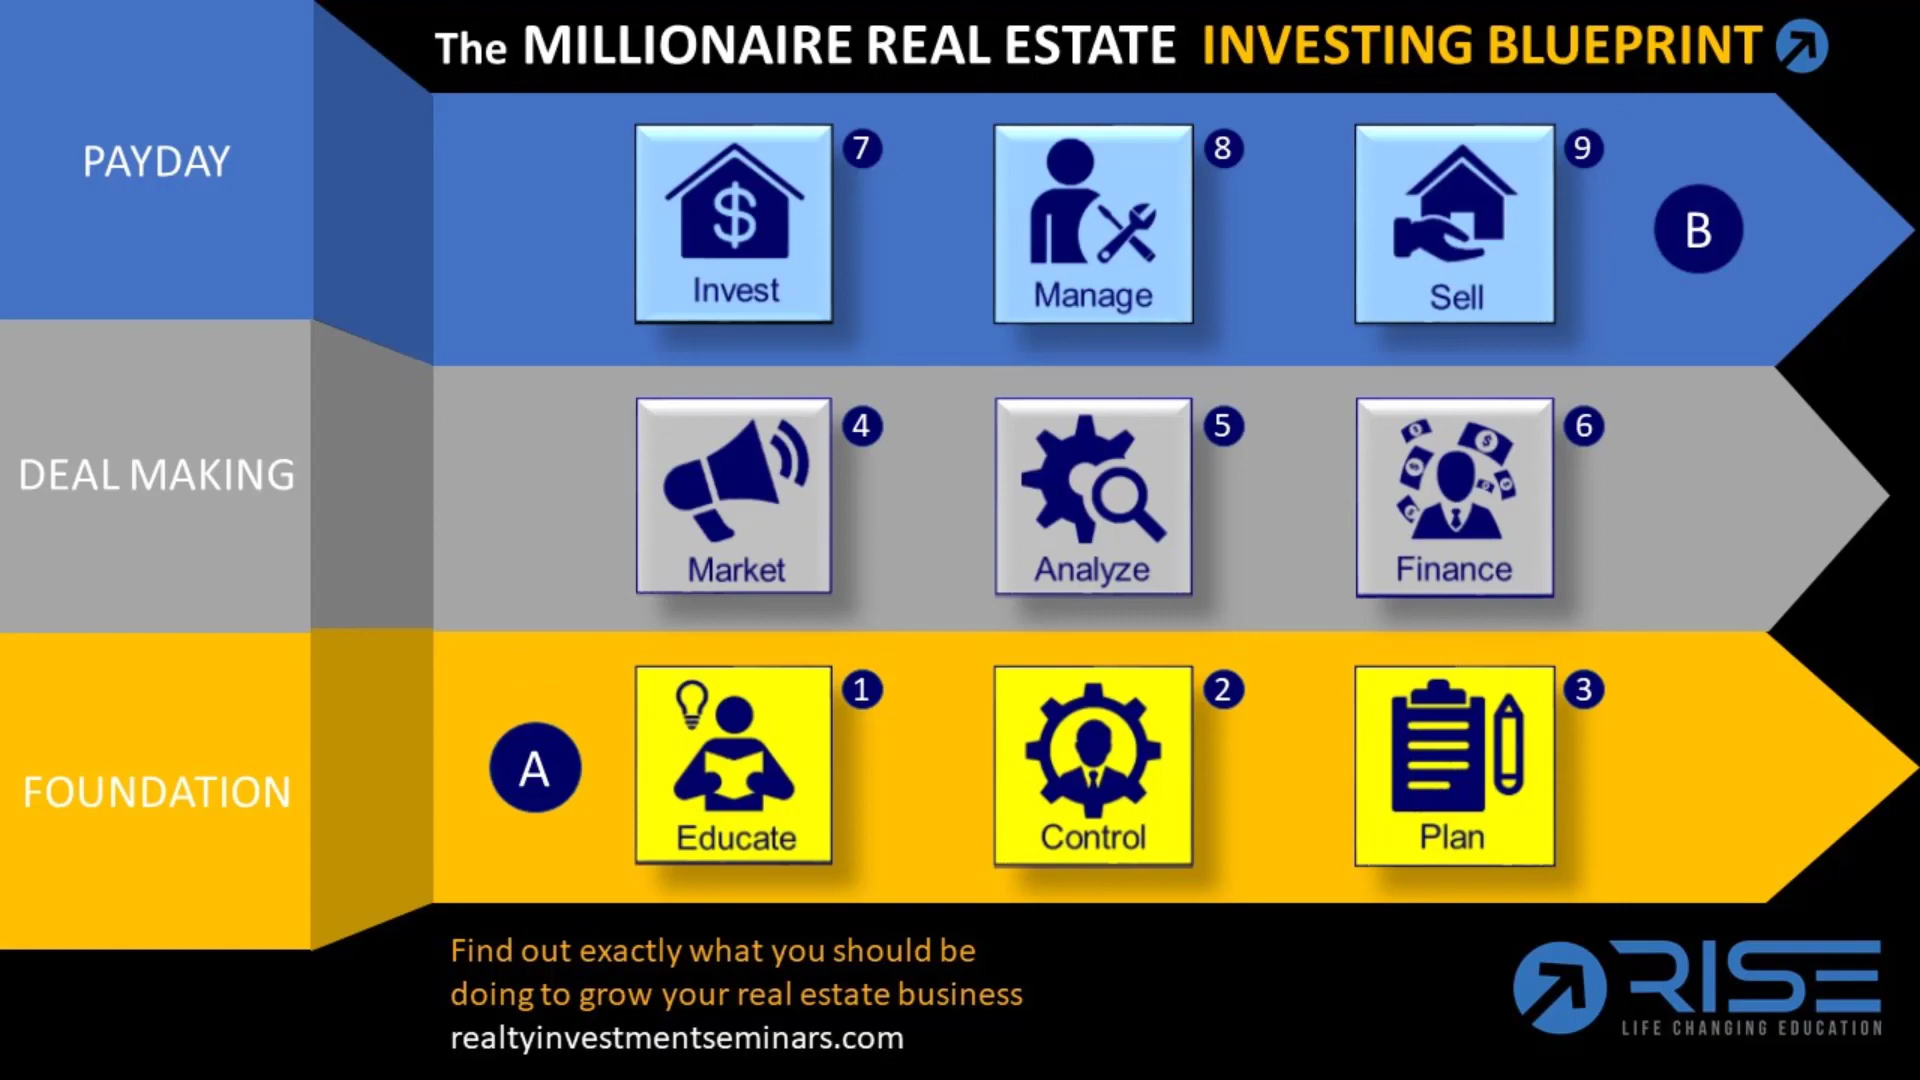 The MILLIONAIRE REAL ESTATE INVESTING BLUEPRINT
PAYDAY
7
8
9
B
$
Invest
Manage
Sell
DEAL MAKING
4
5
6
Market
Analyze
Finance
FOUNDATION
A
1
2
3
Educate
Control
Plan
Find out exactly what you should be
doing to grow your real estate business
realtyinvestmentseminars.com
RISE
LIFE CHANGING EDUCATION